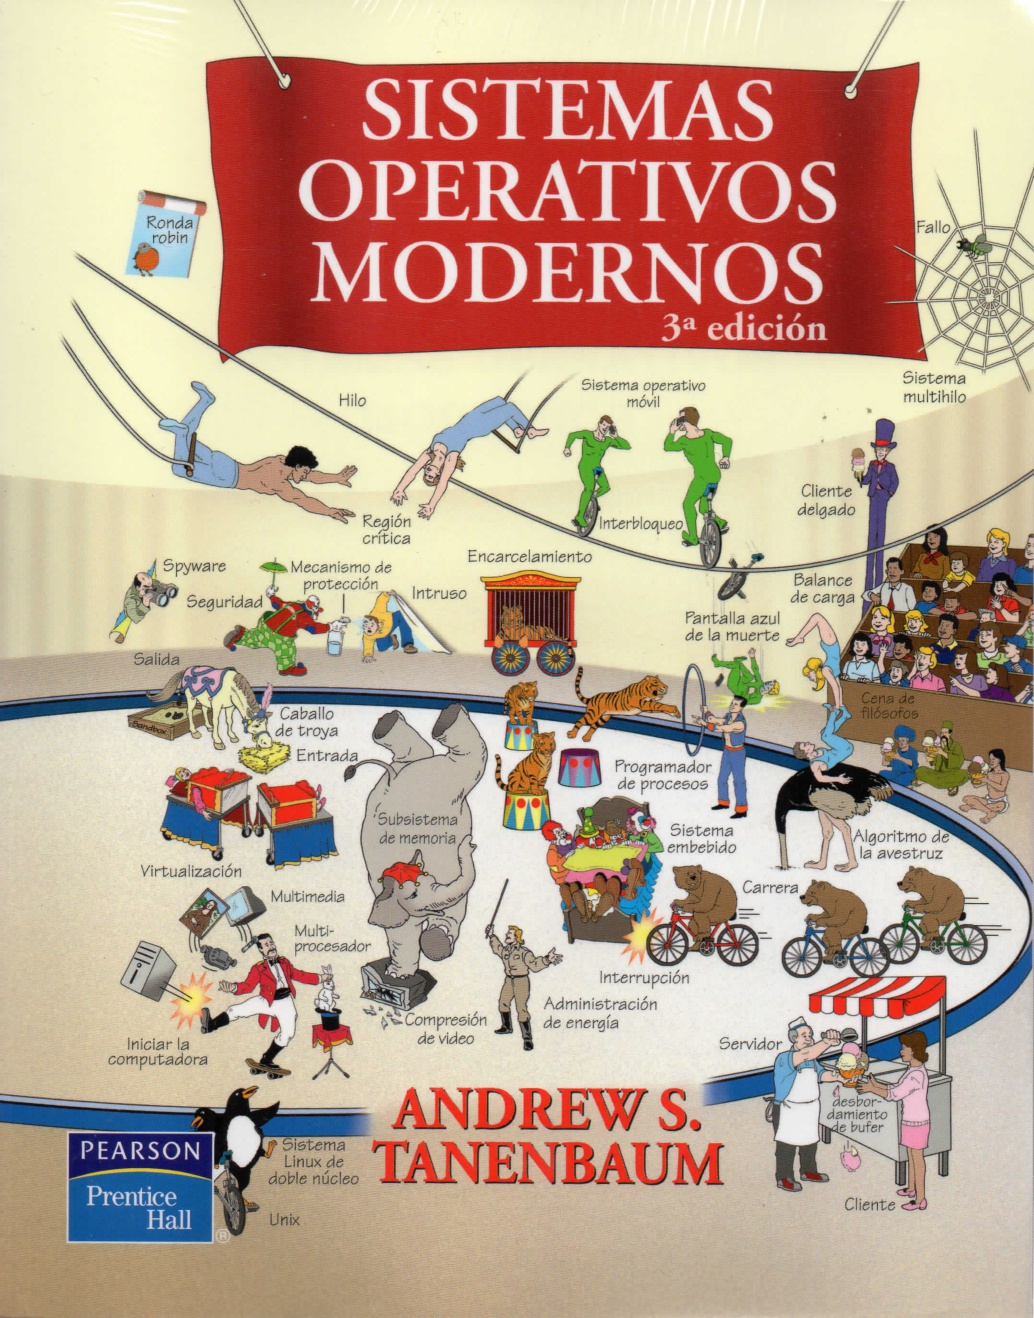 SISTEMAS
OPERATIVOS
MODERNOS
3ª edición
Ronda
robin
Fallo
Sistema
multihilo
Hilo
Sistema operativo
móvil
Cliente
delgado
Región
crítica
Interbloqueo
Encarcelamiento
Spyware
Mecanismo de
protección
Intruso
Seguridad
Balance
de carga
Pantalla azul
de la muerte
Salida
Sandbox
Caballo
de troya
Entrada
Cena de
filósofos
Programador
de procesos
Subsistema
de memoria
Sistema
embebido
Algoritmo de
la avestruz
Virtualización
Carrera
Multimedia
Multi-
procesador
Interrupción
Administración
de energía
Compresión
de video
Iniciar la
computadora
Servidor
desbor-
damiento
de bufer
Cliente
ANDREW S.
TANENBAUM
PEARSON
Prentice
Hall
®
Sistema
Linux de
doble núcleo
Unix